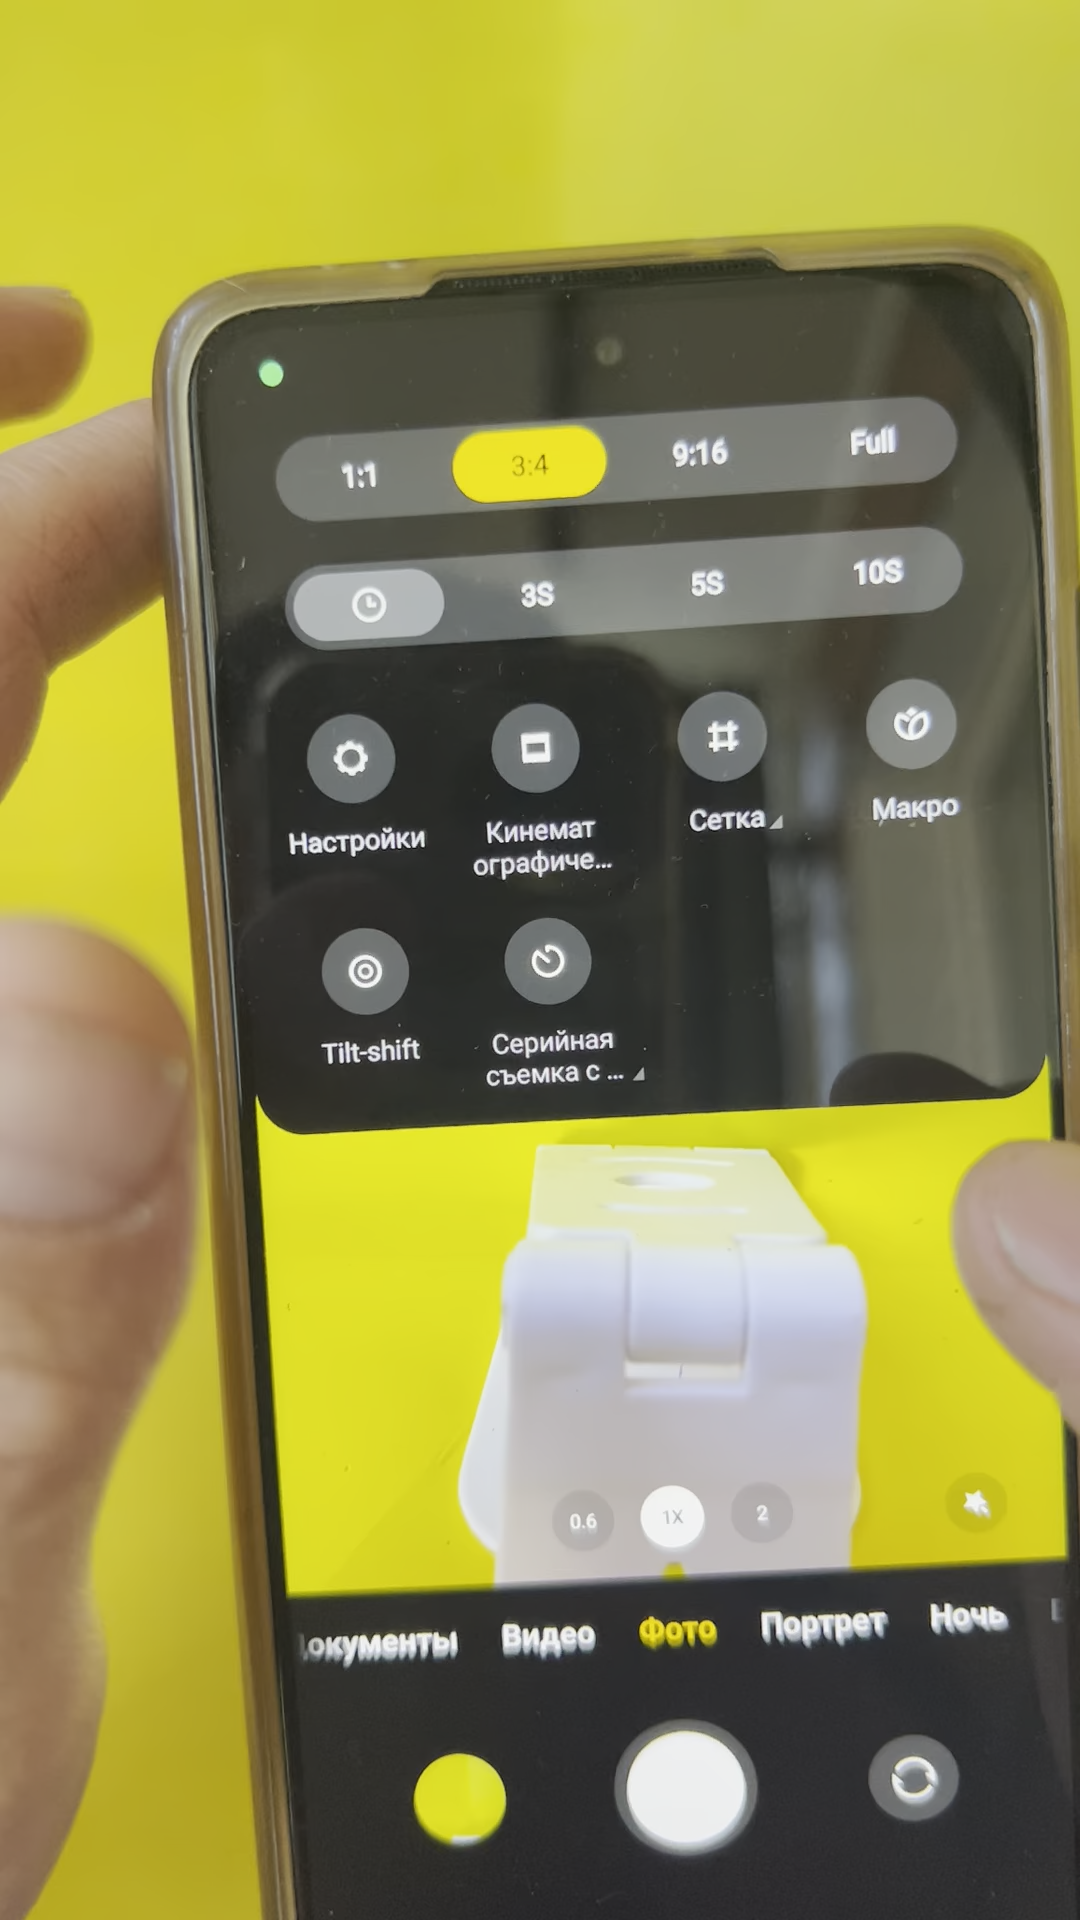 1:1 3:4 9:16 Full
3S 5S 10S
Настройки
Кинемат
ографиче...
Сетка
Макро
Tilt-shift
Серийная
съемка с ...
0.6 1X 2
окументы Видео Фото Портрет Ночь